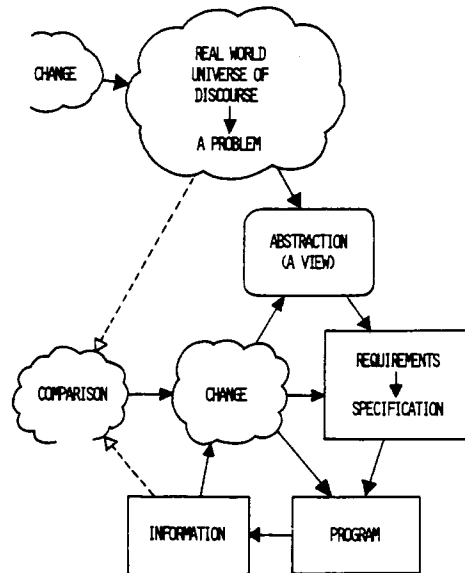 REAL WORLD
UNIVERSE OF
DISCOURSE
A PROBLEM
CHANGE
ABSTRACTION
(A VIEW)
REQUIREMENTS
SPECIFICATION
COMPARISON
CHANGE
INFORMATION
PROGRAM